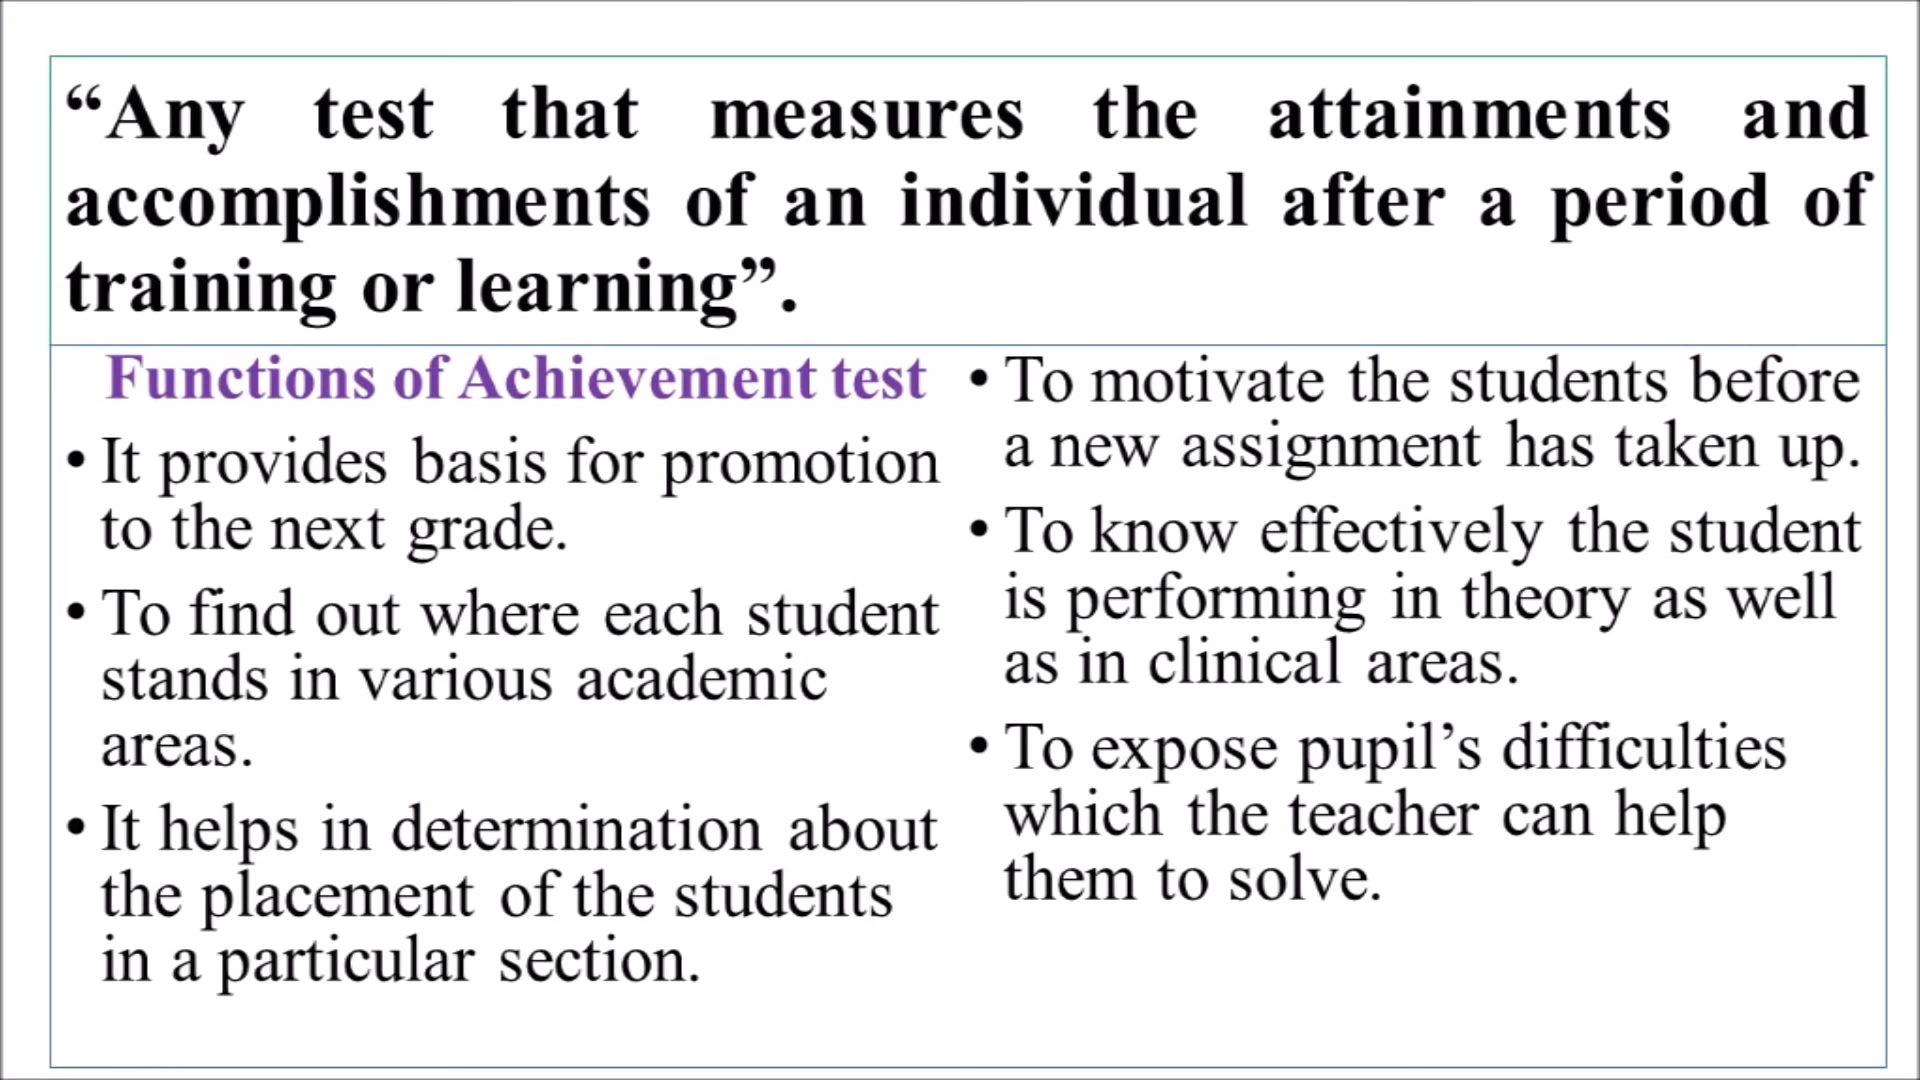 “Any test that measures the attainments and
accomplishments of an individual after a period of
training or learning”.
Functions of Achievement test
• It provides basis for promotion
to the next grade.
• To find out where each student
stands in various academic
areas.
• It helps in determination about
the placement of the students
in a particular section.
• To motivate the students before
a new assignment has taken up.
• To know effectively the student
is performing in theory as well
as in clinical areas.
• To expose pupil’s difficulties
which the teacher can help
them to solve.